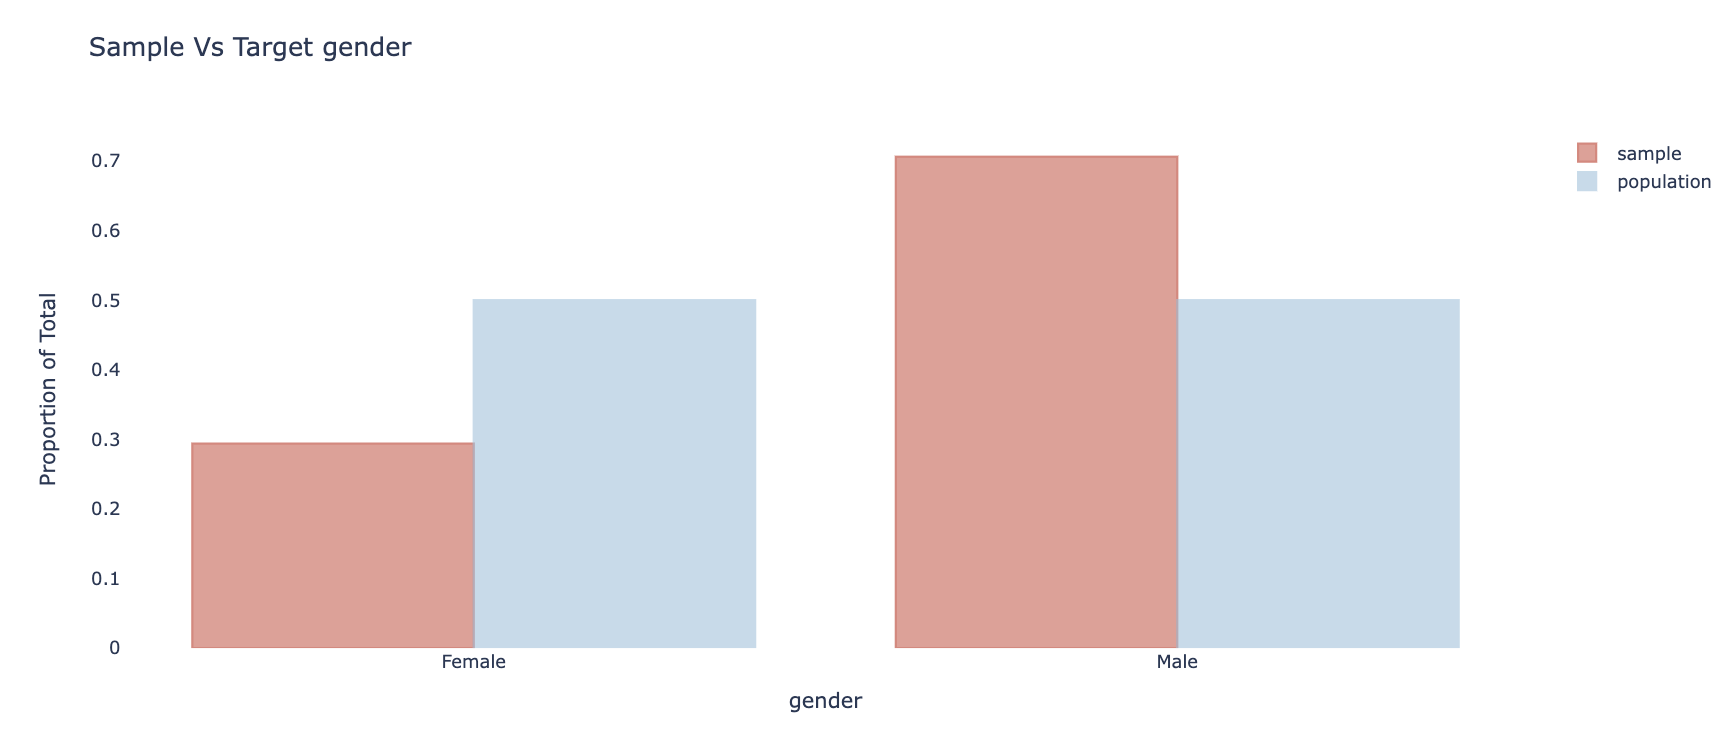 Sample Vs Target gender
sample
population
Proportion of Total
0.7
0.6
0.5
0.4
0.3
0.2
0.1
0
Female
Male
gender